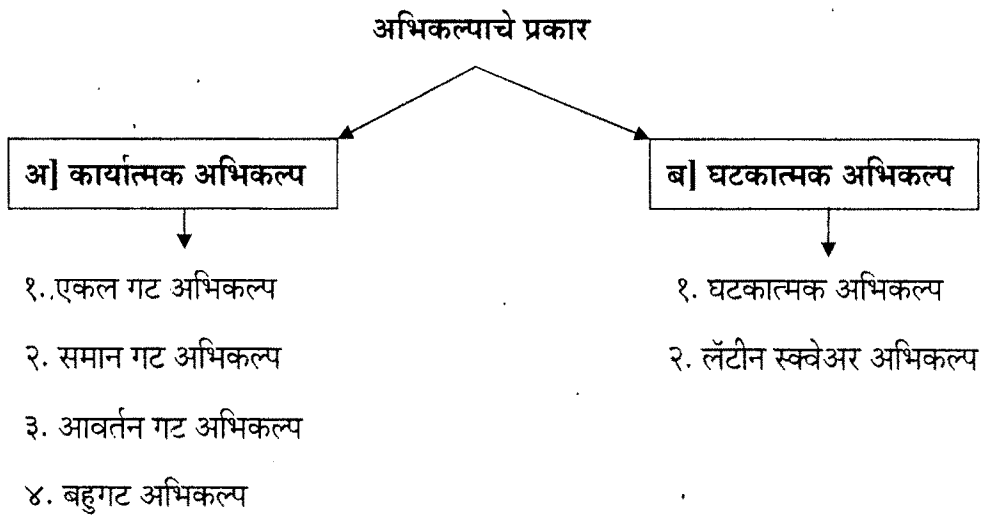 अभिकल्पाचे प्रकार
अ] कार्यात्मक अभिकल्प
१. एकल गट अभिकल्प
२. समान गट अभिकल्प
३. आवर्तन गट अभिकल्प
४. बहुगट अभिकल्प
ब] घटकात्मक अभिकल्प
१. घटकात्मक अभिकल्प
२. लॅटीन स्क्वेअर अभिकल्प